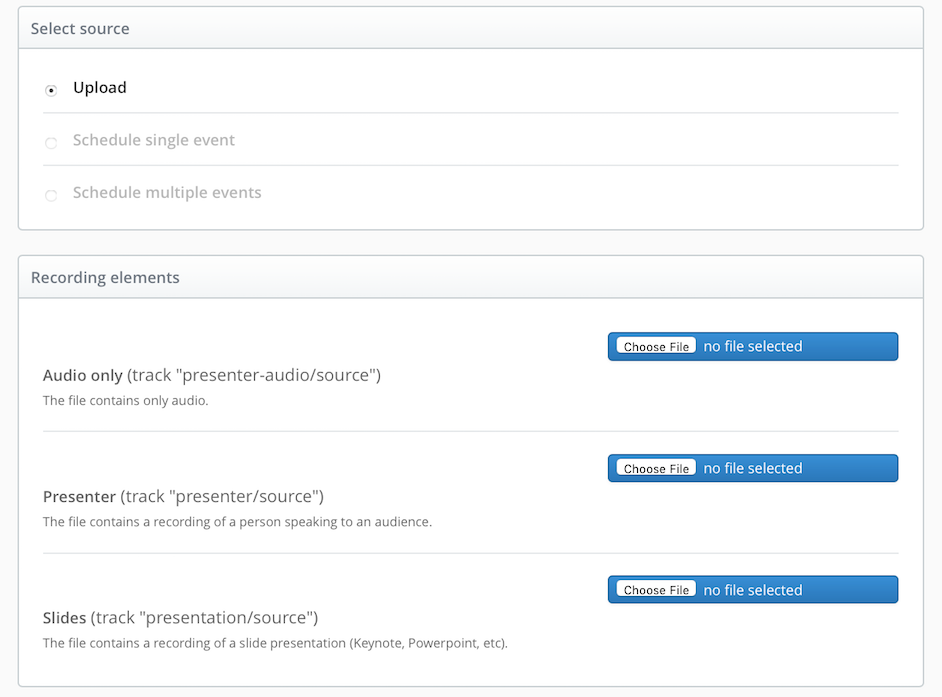 Select source
Upload
Schedule single event
Schedule multiple events
Recording elements
Choose File no file selected
Audio only (track "presenter-audio/source")
The file contains only audio.
Choose File no file selected
Presenter (track "presenter/source")
The file contains a recording of a person speaking to an audience.
Choose File no file selected
Slides (track "presentation/source")
The file contains a recording of a slide presentation (Keynote, Powerpoint, etc).